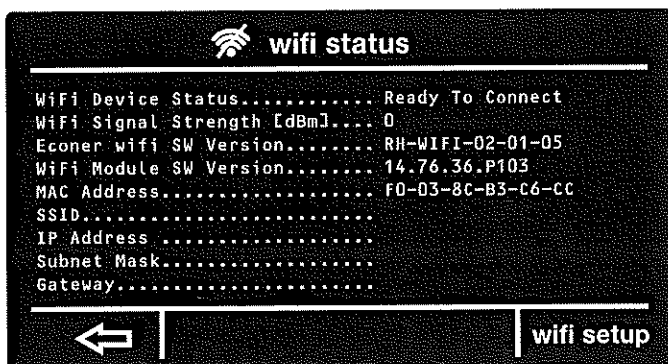 wifi status
WiFi Device Status............ Ready To Connect
WiFi Signal Strength [dBm].... 0
Econer wifi SW Version........ RH-WIFI-02-01-05
WiFi Module SW Version........ 14.76.36.P103
MAC Address................... F0-03-8C-B3-C6-CC
SSID...........................
IP Address ....................
Subnet Mask....................
Gateway........................
wifi setup